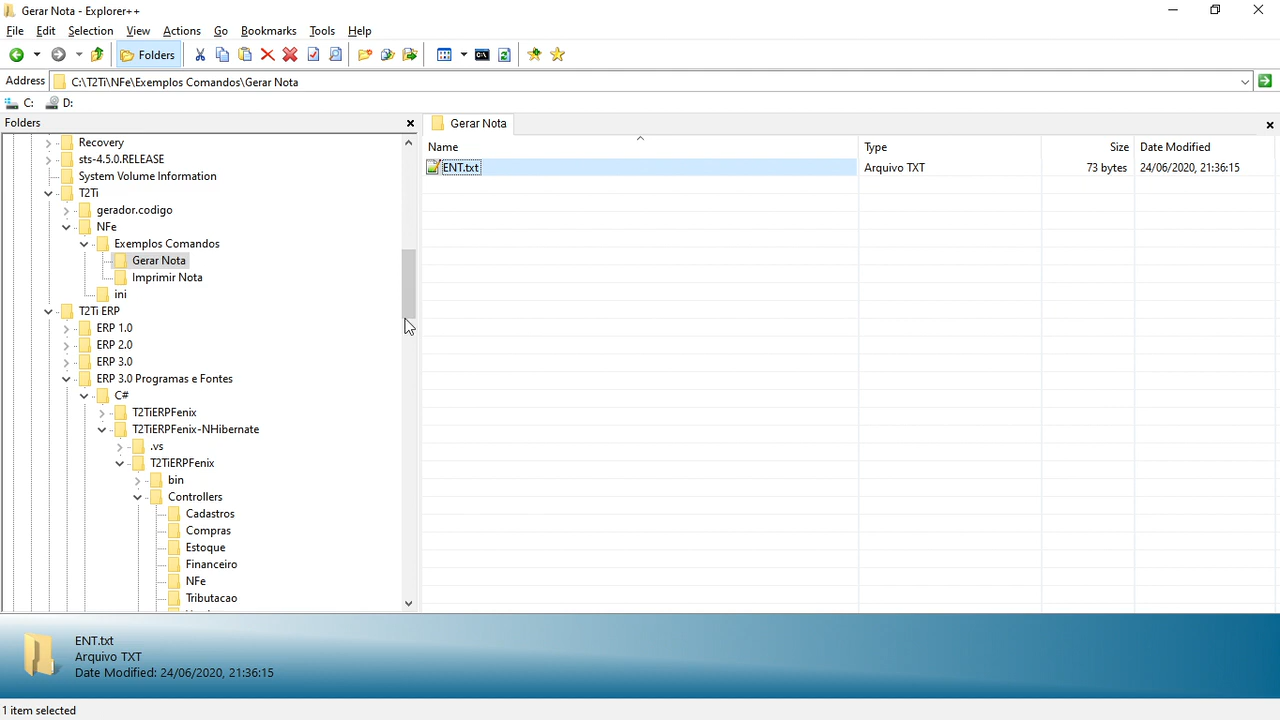 Gerar Nota - Explorer++
File Edit Selection View Actions Go Bookmarks Tools Help
Folders
Address C:\T2Ti\NFe\Exemplos Comandos\Gerar Nota
C: D:
Folders
Recovery
sts-4.5.0.RELEASE
System Volume Information
T2Ti
gerador.codigo
NFe
Exemplos Comandos
Gerar Nota
Imprimir Nota
ini
T2Ti ERP
ERP 1.0
ERP 2.0
ERP 3.0
ERP 3.0 Programas e Fontes
C#
T2TiERPFenix
T2TiERPFenix-NHibernate
.vs
T2TiERPFenix
bin
Controllers
Cadastros
Compras
Estoque
Financeiro
NFe
Tributacao
Gerar Nota
Name Type Size Date Modified
ENT.txt Arquivo TXT 73 bytes 24/06/2020, 21:36:15
ENT.txt
Arquivo TXT
Date Modified: 24/06/2020, 21:36:15
1 item selected